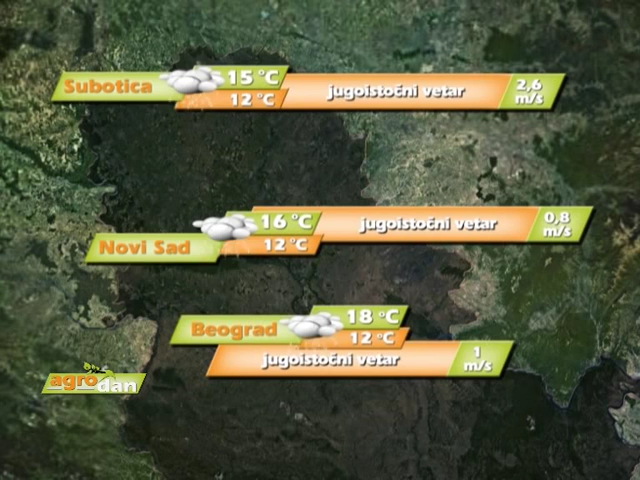 Subotica
15 °C
12 °C
jugoistočni vetar
2,6 m/s
Novi Sad
16 °C
12 °C
jugoistočni vetar
0,8 m/s
Beograd
18 °C
12 °C
jugoistočni vetar
1 m/s
agro dan